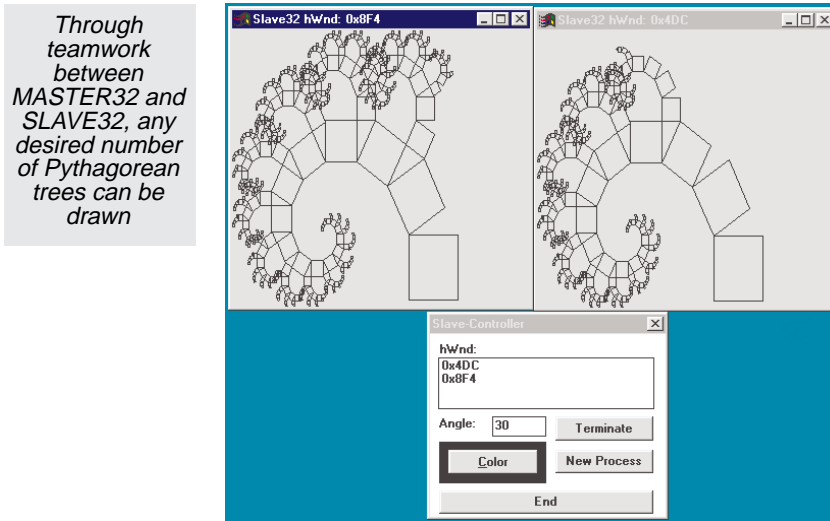 Through
teamwork
between
MASTER32 and
SLAVE32, any
desired number
of Pythagorean
trees can be
drawn
Slave32 hWnd: 0x8F4
Slave32 hWnd: 0x4DC
Slave-Controller
hWnd:
0x4DC
0x8F4
Angle: 30
Terminate
Color
New Process
End